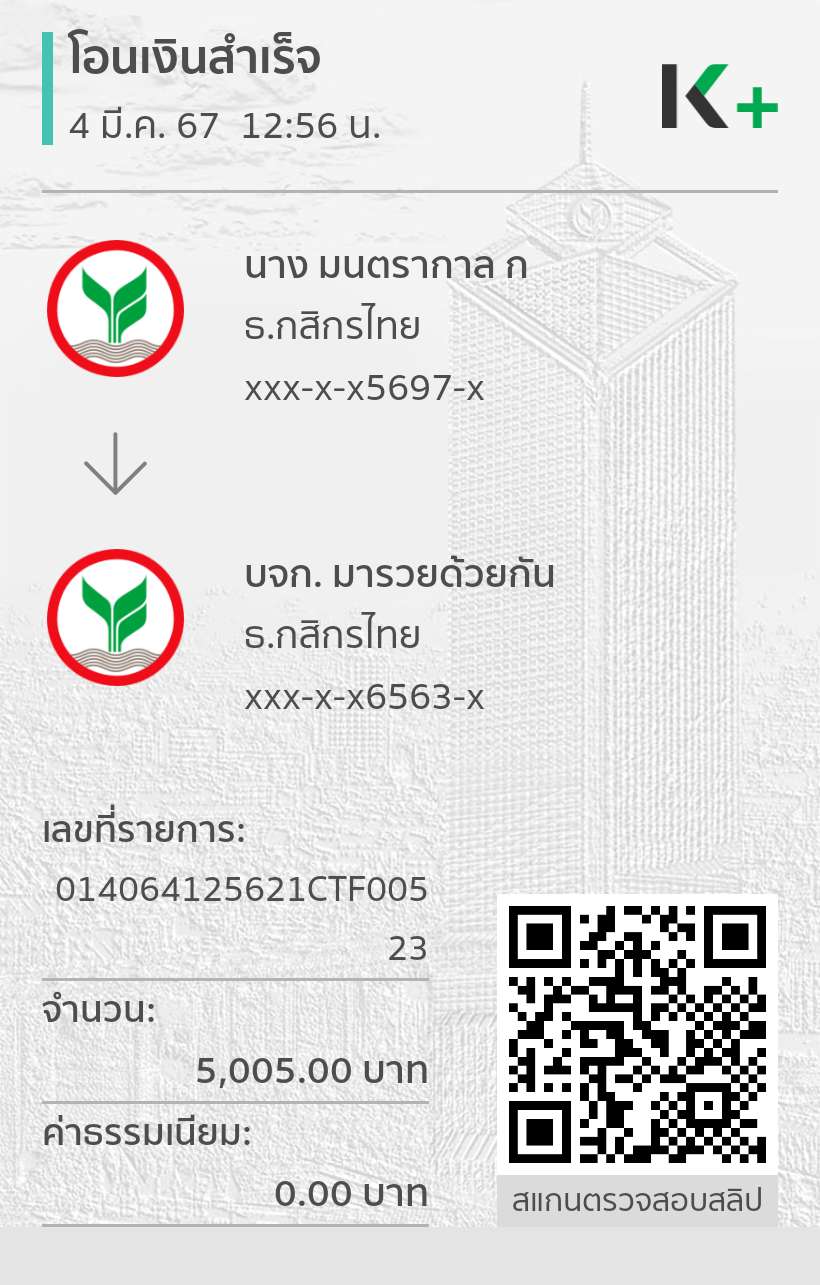 โอนเงินสำเร็จ
4 มี.ค. 67 12:56 น.
K+
นาง มนตรากาล ก
ธ.กสิกรไทย
xxx-x-x5697-x
บจก. มารวยด้วยกัน
ธ.กสิกรไทย
xxx-x-x6563-x
เลขที่รายการ:
014064125621CTF005
23
จำนวน:
5,005.00 บาท
ค่าธรรมเนียม:
0.00 บาท
สแกนตรวจสอบสลิป